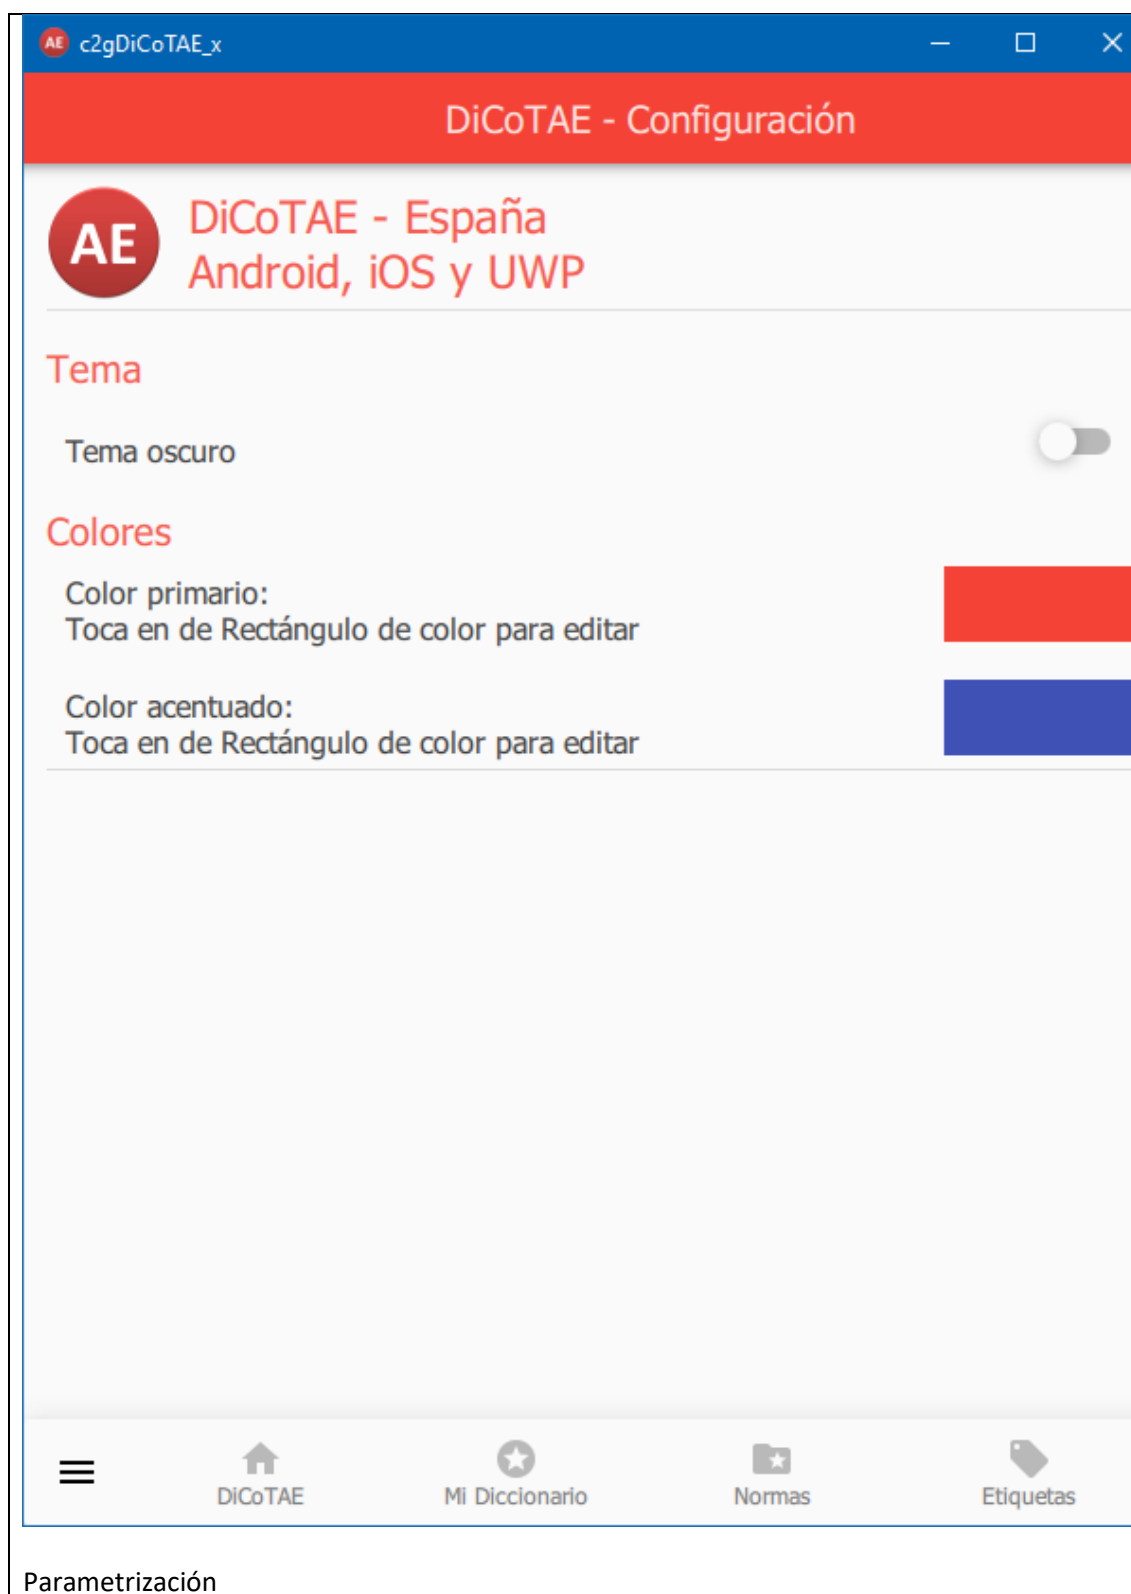 AE c2gDiCoTAE_x
DiCoTAE - Configuración
AE
DiCoTAE - España
Android, iOS y UWP
Tema
Tema oscuro
Colores
Color primario:
Toca en de Rectángulo de color para editar
Color acentuado:
Toca en de Rectángulo de color para editar
DiCoTAE Mi Diccionario Normas Etiquetas
Parametrización